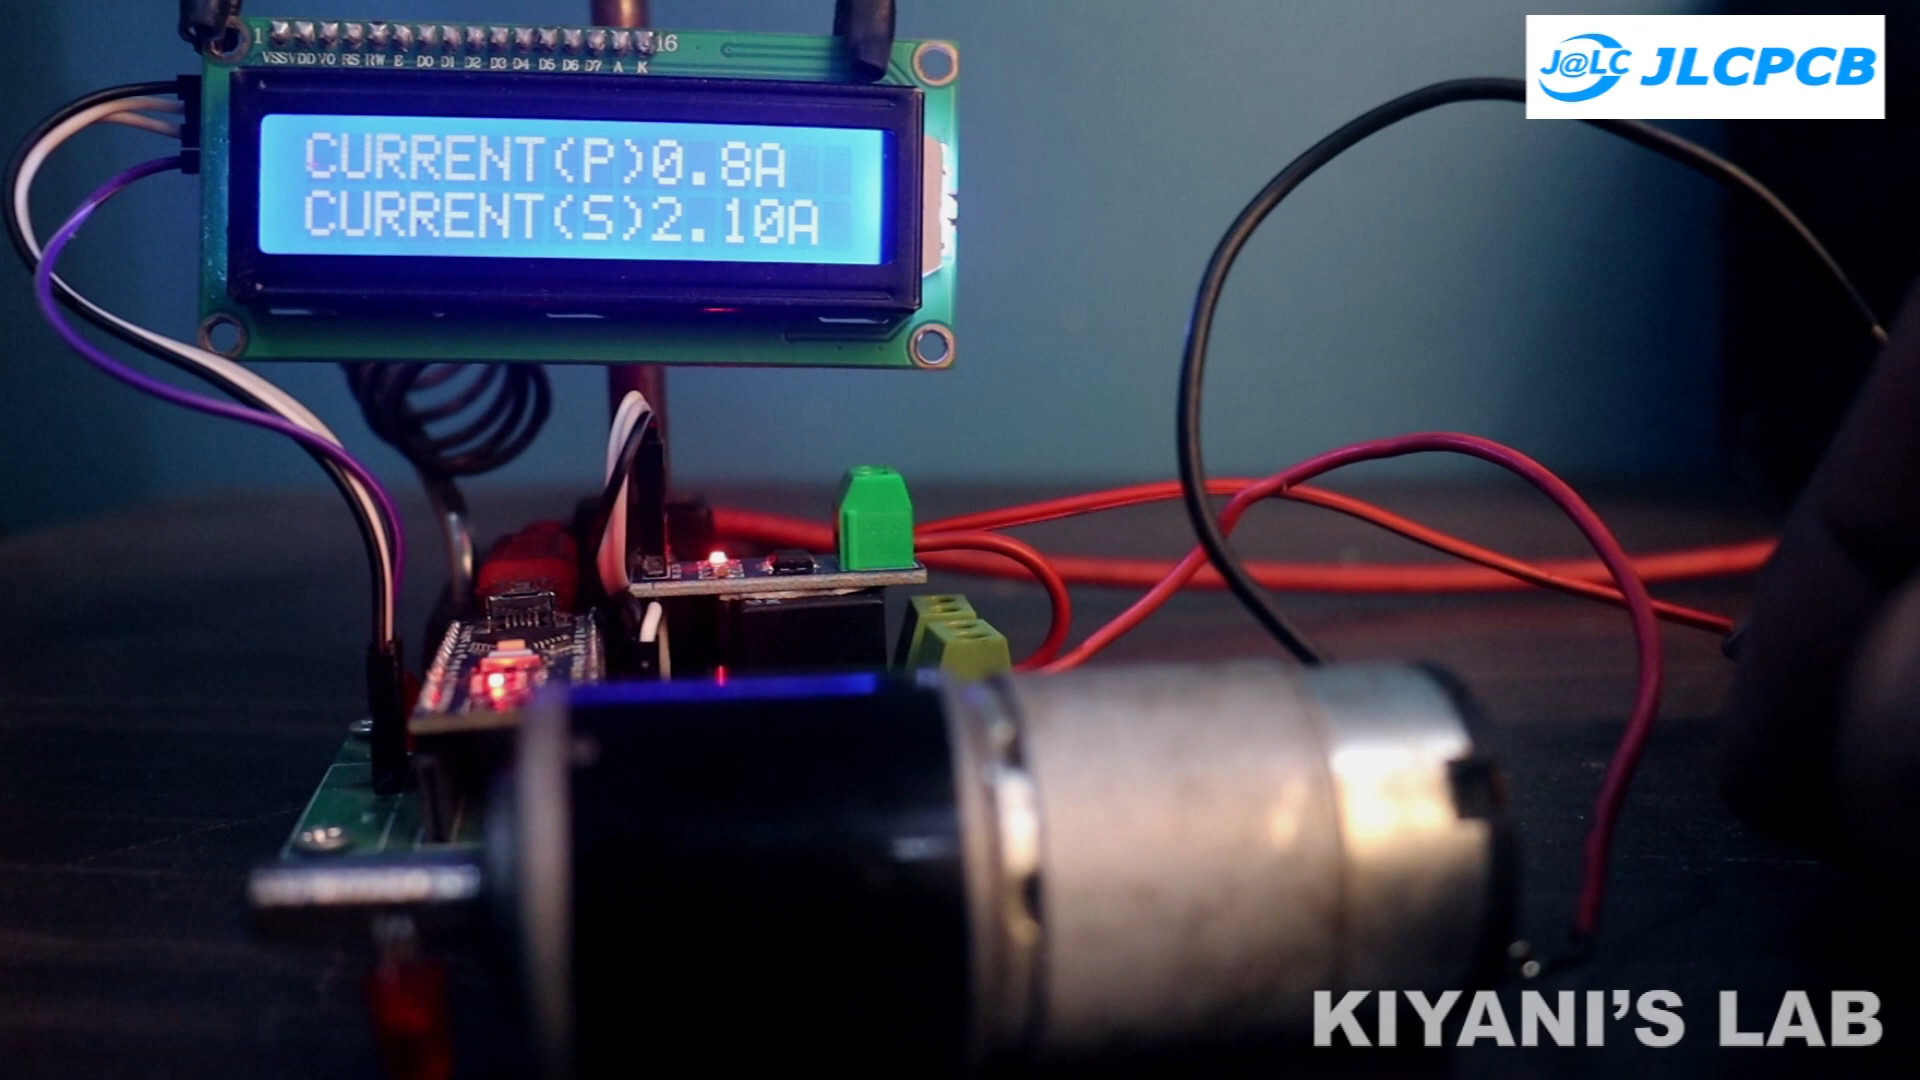 1
16
VSS VDD VO RS RW E D0 D1 D2 D3 D4 D5 D6 D7 A K
J@LC JLCPCB
CURRENT(P)0.8A
CURRENT(S)2.10A
KIYANI'S LAB